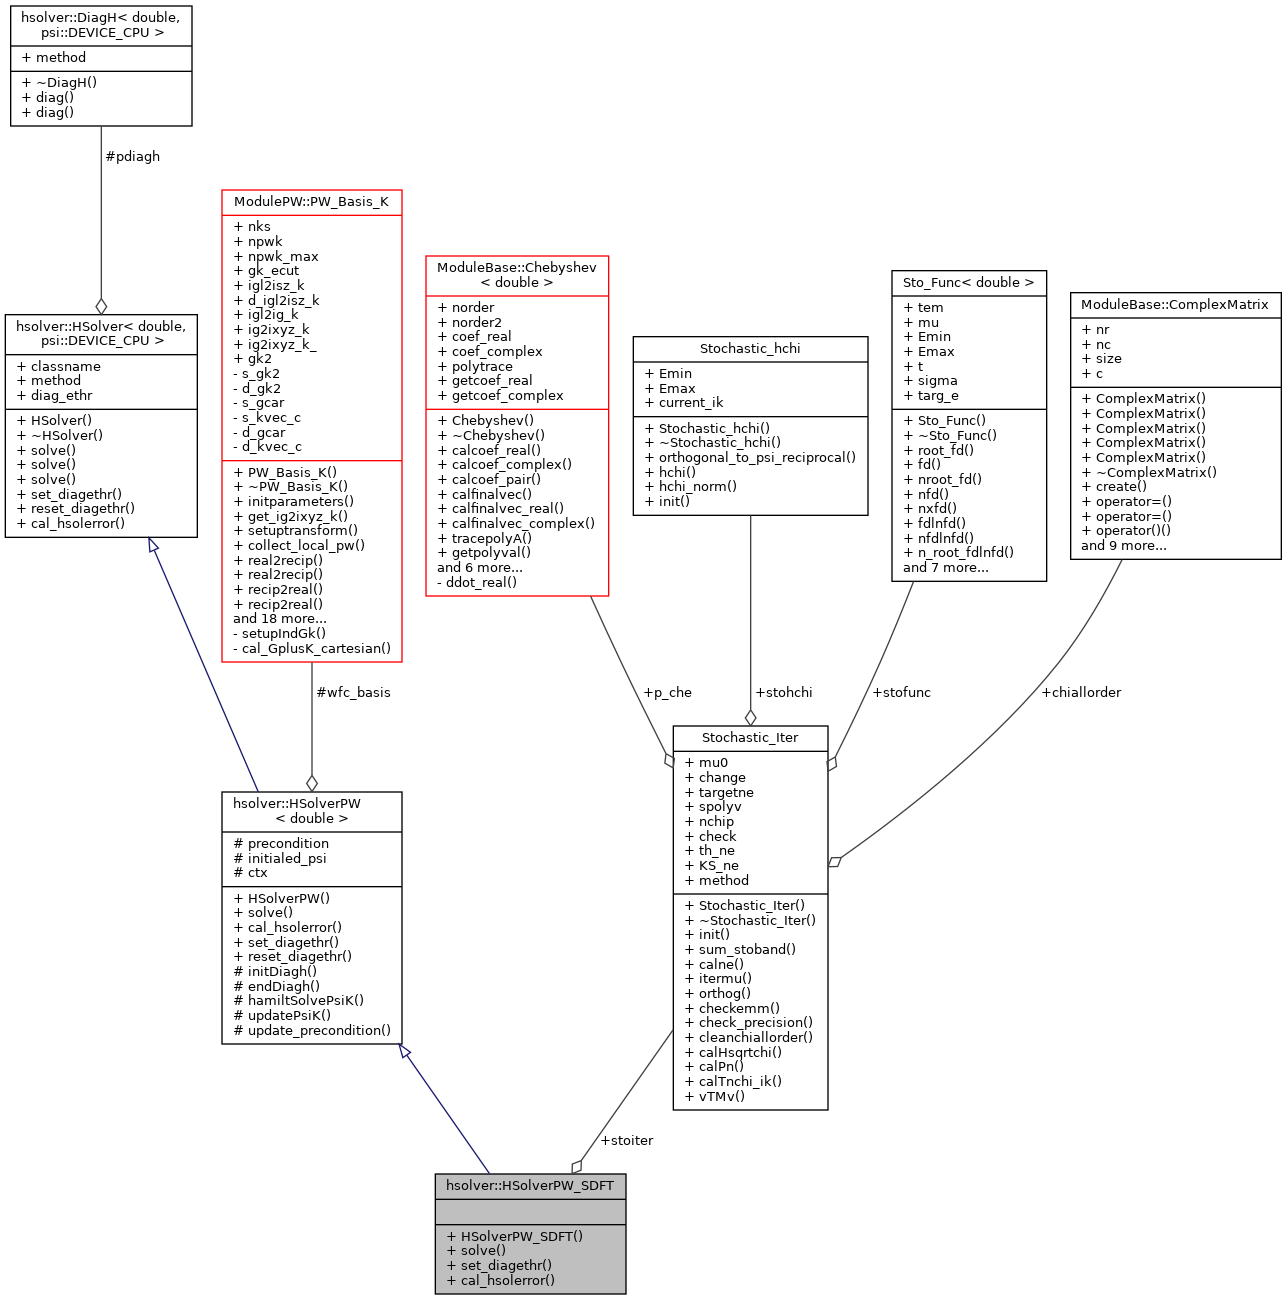 hsolver::DiagH< double,
psi::DEVICE_CPU >
+ method
+ ~DiagH()
+ diag()
+ diag()
#pdiagh
hsolver::HSolver< double,
psi::DEVICE_CPU >
+ classname
+ method
+ diag_ethr
+ HSolver()
+ ~HSolver()
+ solve()
+ solve()
+ solve()
+ set_diagethr()
+ reset_diagethr()
+ cal_hsolerror()
ModulePW::PW_Basis_K
+ nks
+ npwk
+ npwk_max
+ gk_ecut
+ igl2isz_k
+ d_igl2isz_k
+ igl2ig_k
+ ig2ixyz_k
+ ig2ixyz_k_
+ gk2
- s_gk2
- d_gk2
- s_gcar
- s_kvec_c
- d_gcar
- d_kvec_c
+ PW_Basis_K()
+ ~PW_Basis_K()
+ initparameters()
+ get_ig2ixyz_k()
+ setuptransform()
+ collect_local_pw()
+ real2recip()
+ real2recip()
+ recip2real()
+ recip2real()
and 18 more...
- setupIndGk()
- cal_GplusK_cartesian()
#wfc_basis
ModuleBase::Chebyshev
< double >
+ norder
+ norder2
+ coef_real
+ coef_complex
+ polytrace
+ getcoef_real
+ getcoef_complex
+ Chebyshev()
+ ~Chebyshev()
+ calcoef_real()
+ calcoef_complex()
+ calcoef_pair()
+ calfinalvec()
+ calfinalvec_real()
+ calfinalvec_complex()
+ tracepolyA()
+ getpolyval()
and 6 more...
- ddot_real()
+p_che
Stochastic_hchi
+ Emin
+ Emax
+ current_ik
+ Stochastic_hchi()
+ ~Stochastic_hchi()
+ orthogonal_to_psi_reciprocal()
+ hchi()
+ hchi_norm()
+ init()
+stohchi
Sto_Func< double >
+ tem
+ mu
+ Emin
+ Emax
+ t
+ sigma
+ targ_e
+ Sto_Func()
+ ~Sto_Func()
+ root_fd()
+ fd()
+ nroot_fd()
+ nfd()
+ nxfd()
+ fdlnfd()
+ nfdlnfd()
+ n_root_fdlnfd()
and 7 more...
+stofunc
ModuleBase::ComplexMatrix
+ nr
+ nc
+ size
+ c
+ ComplexMatrix()
+ ComplexMatrix()
+ ComplexMatrix()
+ ComplexMatrix()
+ ComplexMatrix()
+ ~ComplexMatrix()
+ create()
+ operator=()
+ operator=()
+ operator()()
and 9 more...
+chiallorder
hsolver::HSolverPW
< double >
# precondition
# initialed_psi
# ctx
+ HSolverPW()
+ solve()
+ cal_hsolerror()
+ set_diagethr()
+ reset_diagethr()
# initDiagh()
# endDiagh()
# hamiltSolvePsiK()
# updatePsiK()
# update_precondition()
Stochastic_Iter
+ mu0
+ change
+ targetne
+ spolyv
+ nchip
+ check
+ th_ne
+ KS_ne
+ method
+ Stochastic_Iter()
+ ~Stochastic_Iter()
+ init()
+ sum_stoband()
+ calne()
+ itermu()
+ orthog()
+ checkemm()
+ check_precision()
+ cleanchiallorder()
+ calHsqrtchi()
+ calPn()
+ calTnchi_ik()
+ vTMv()
+stoiter
hsolver::HSolverPW_SDFT
+ HSolverPW_SDFT()
+ solve()
+ set_diagethr()
+ cal_hsolerror()